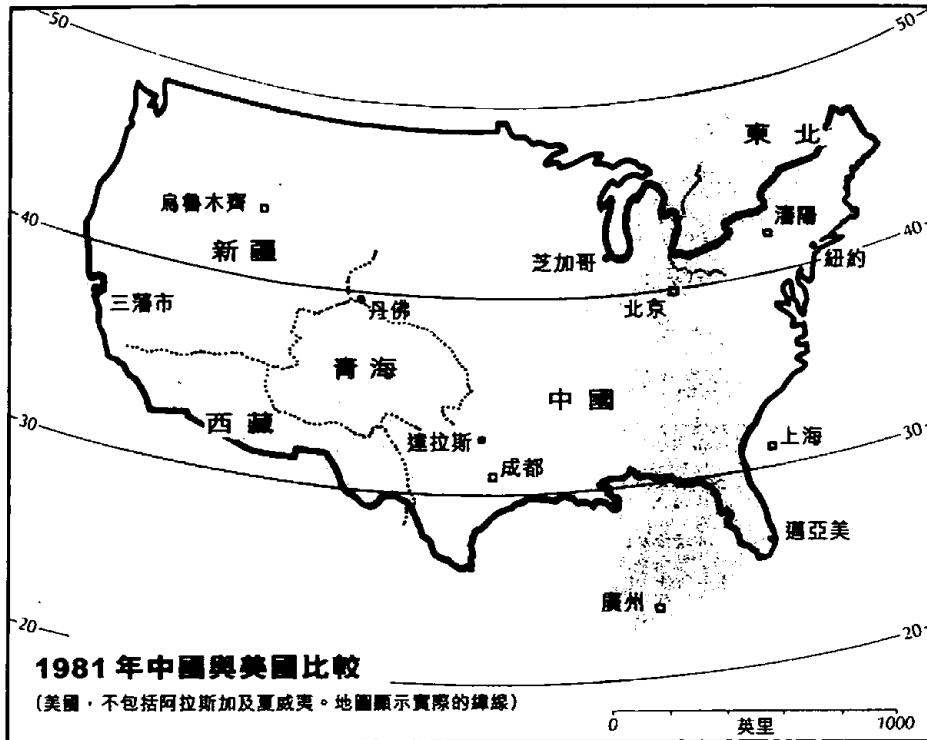 50
50
東北
烏魯木齊
瀋陽
40
40
新疆
芝加哥
紐約
三藩市
丹佛
北京
青海
中國
西藏
30
達拉斯
上海
30
成都
邁亞美
廣州
20
20
1981年中國與美國比較
(美國,不包括阿拉斯加及夏威夷。地圖顯示實際的緯線)
0
英里
1000